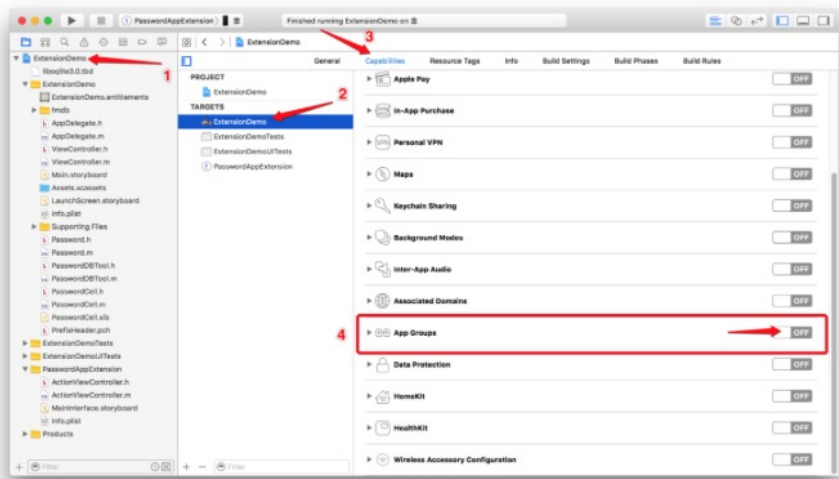 PasswordAppExtension
Finished running ExtensionDemo on
3
ExtensionDemo
ExtensionDemo
1
libsqlite3.0.tbd
ExtensionDemo
ExtensionDemo.entitlements
fmdb
AppDelegate.h
AppDelegate.m
ViewController.h
ViewController.m
Main.storyboard
Assets.xcassets
LaunchScreen.storyboard
Info.plist
Supporting Files
Password.h
Password.m
PasswordDBTool.h
PasswordDBTool.m
PasswordCell.h
PasswordCell.m
PasswordCell.xib
PrefixHeader.pch
ExtensionDemoTests
ExtensionDemoUITests
PasswordAppExtension
ActionViewController.h
ActionViewController.m
MainInterface.storyboard
Info.plist
Products
Filter
General Capabilities Resource Tags Info Build Settings Build Phases Build Rules
PROJECT
ExtensionDemo
2
TARGETS
ExtensionDemo
ExtensionDemoTests
ExtensionDemoUITests
PasswordAppExtension
Filter
Apple Pay OFF
In-App Purchase OFF
Personal VPN OFF
Maps OFF
Keychain Sharing OFF
Background Modes OFF
Inter-App Audio OFF
Associated Domains OFF
4 App Groups OFF
Data Protection OFF
HomeKit OFF
HealthKit OFF
Wireless Accessory Configuration OFF